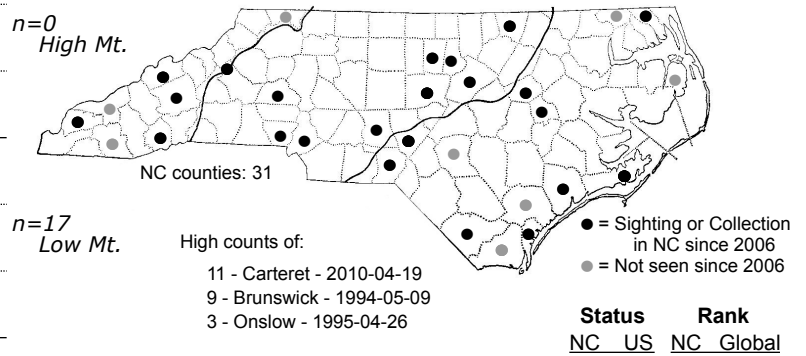 n=0
High Mt.
NC counties: 31
n=17
Low Mt.
High counts of:
11 - Carteret - 2010-04-19
9 - Brunswick - 1994-05-09
3 - Onslow - 1995-04-26
= Sighting or Collection
in NC since 2006
= Not seen since 2006
Status Rank
NC US NC Global